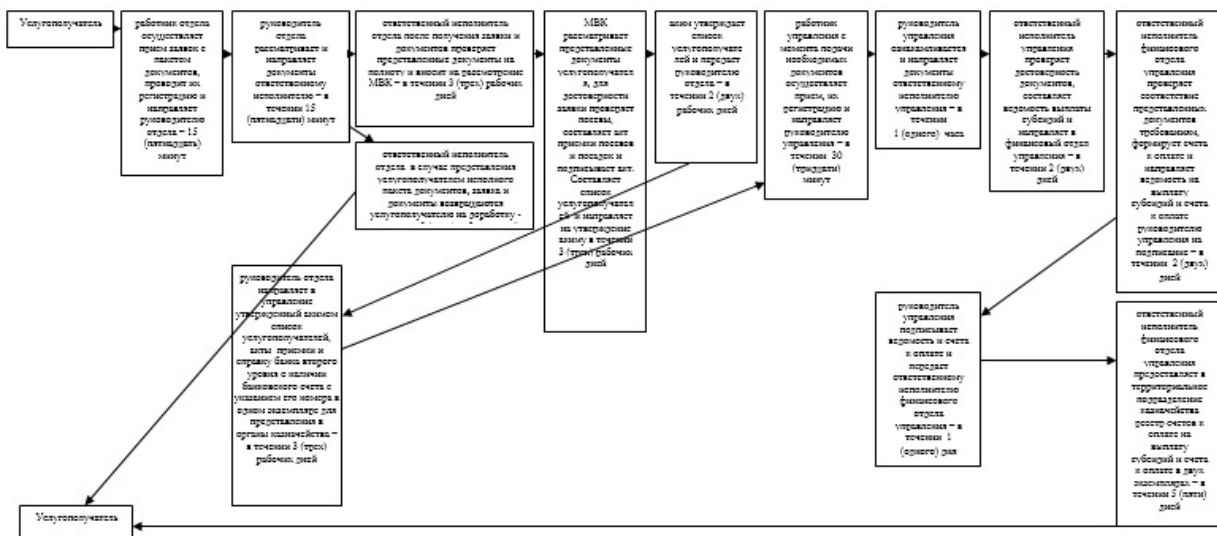 Услугополучатель
работник отдела
осуществляет
прием заявок с
пакетом
документов,
проводит их
регистрацию и
направляет
руководителю
отдела – 15
(пятнадцать)
минут
руководитель
отдела
рассматривает и
направляет
документы
ответственному
исполнителю – в
течении 15
(пятнадцати) минут
ответственный исполнитель
отдела после получения заявки и
документов проверяет
представленные документы на
полноту и вносит на рассмотрение
МВК – в течении 3 (трех) рабочих
дней
ответственный исполнитель
отдела в случае представления
услугополучателем неполного
пакета документов, заявка и
документы возвращаются
услугополучателю на доработку -
МВК
рассматривает
представленные
документы
услугополучател
я, для
достоверности
заявки проверяет
посевы,
составляет акт
приемки посевов
и посадок и
подписывает акт.
Составляет
список
услугополучател
ей и направляет
на утверждение
акиму в течении
3 (трех) рабочих
дней
аким утверждает
список
услугополучате
лей и передает
руководителю
отдела – в
течении 2 (двух)
рабочих дней
работник
управления с
момента подачи
необходимых
документов
осуществляет
прием, их
регистрацию и
направляет
руководителю
управления – в
течении 30
(тридцати)
минут
руководитель
управления
ознакамливается
и направляет
документы
ответственному
исполнителю
управления – в
течении
1 (одного) часа
ответственный
исполнитель
управления
проверяет
достоверность
документов,
составляет
ведомость выплаты
субсидий и
направляет в
финансовый отдел
управления – в
течении 2 (двух)
дней
ответственный
исполнитель
финансового
отдела
управления
проверяет
соответствие
представленных
документов
требованиям,
формирует счета
к оплате и
направляет
ведомость на
выплату
субсидий и счета
к оплате
руководителю
управления на
подписание – в
течении 2 (двух)
дней
руководитель отдела
направляет в
управление
утвержденный акимом
список
услугополучателей,
акты приемки и
справку банка второго
уровня о наличии
банковского счета с
указанием его номера в
одном экземпляре для
представления в
органы казначейства –
в течении 3 (трех)
рабочих дней
руководитель
управления
подписывает
ведомость и счета
к оплате и
передает
ответственному
исполнителю
финансового
отдела
управления – в
течении 1
(одного) дня
ответственный
исполнитель
финансового
отдела
управления
предоставляет в
территориальное
подразделение
казначейства
реестр счетов к
оплате на
выплату
субсидий и счета
к оплате в двух
экземплярах – в
течении 5 (пяти)
дней
Услугополучатель